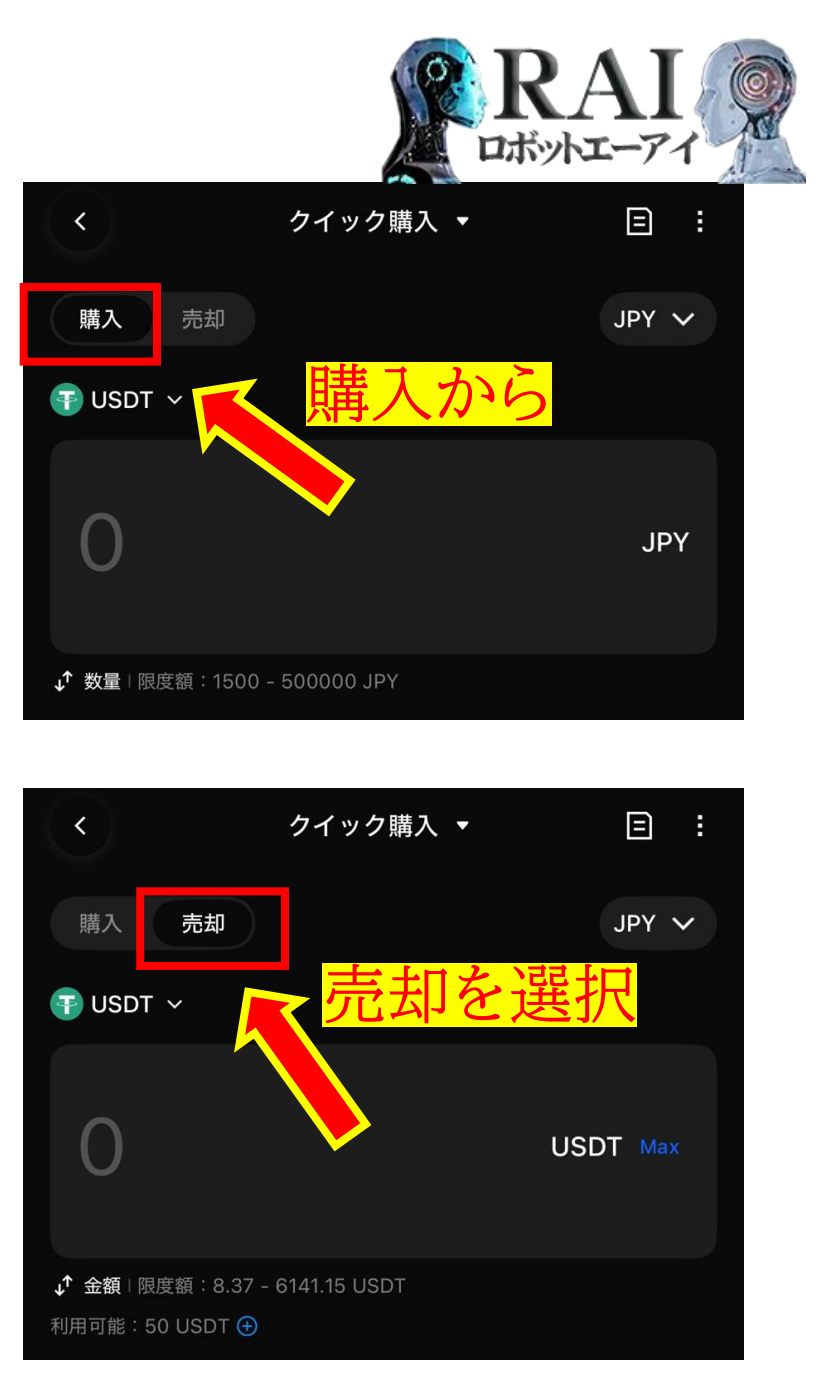 RAI
ロボットエーアイ
クイック購入
購入 売却 JPY
USDT
購入から
0 JPY
数量 | 限度額：1500 - 500000 JPY
クイック購入
購入 売却 JPY
USDT
売却を選択
0 USDT Max
金額 | 限度額：8.37 - 6141.15 USDT
利用可能：50 USDT